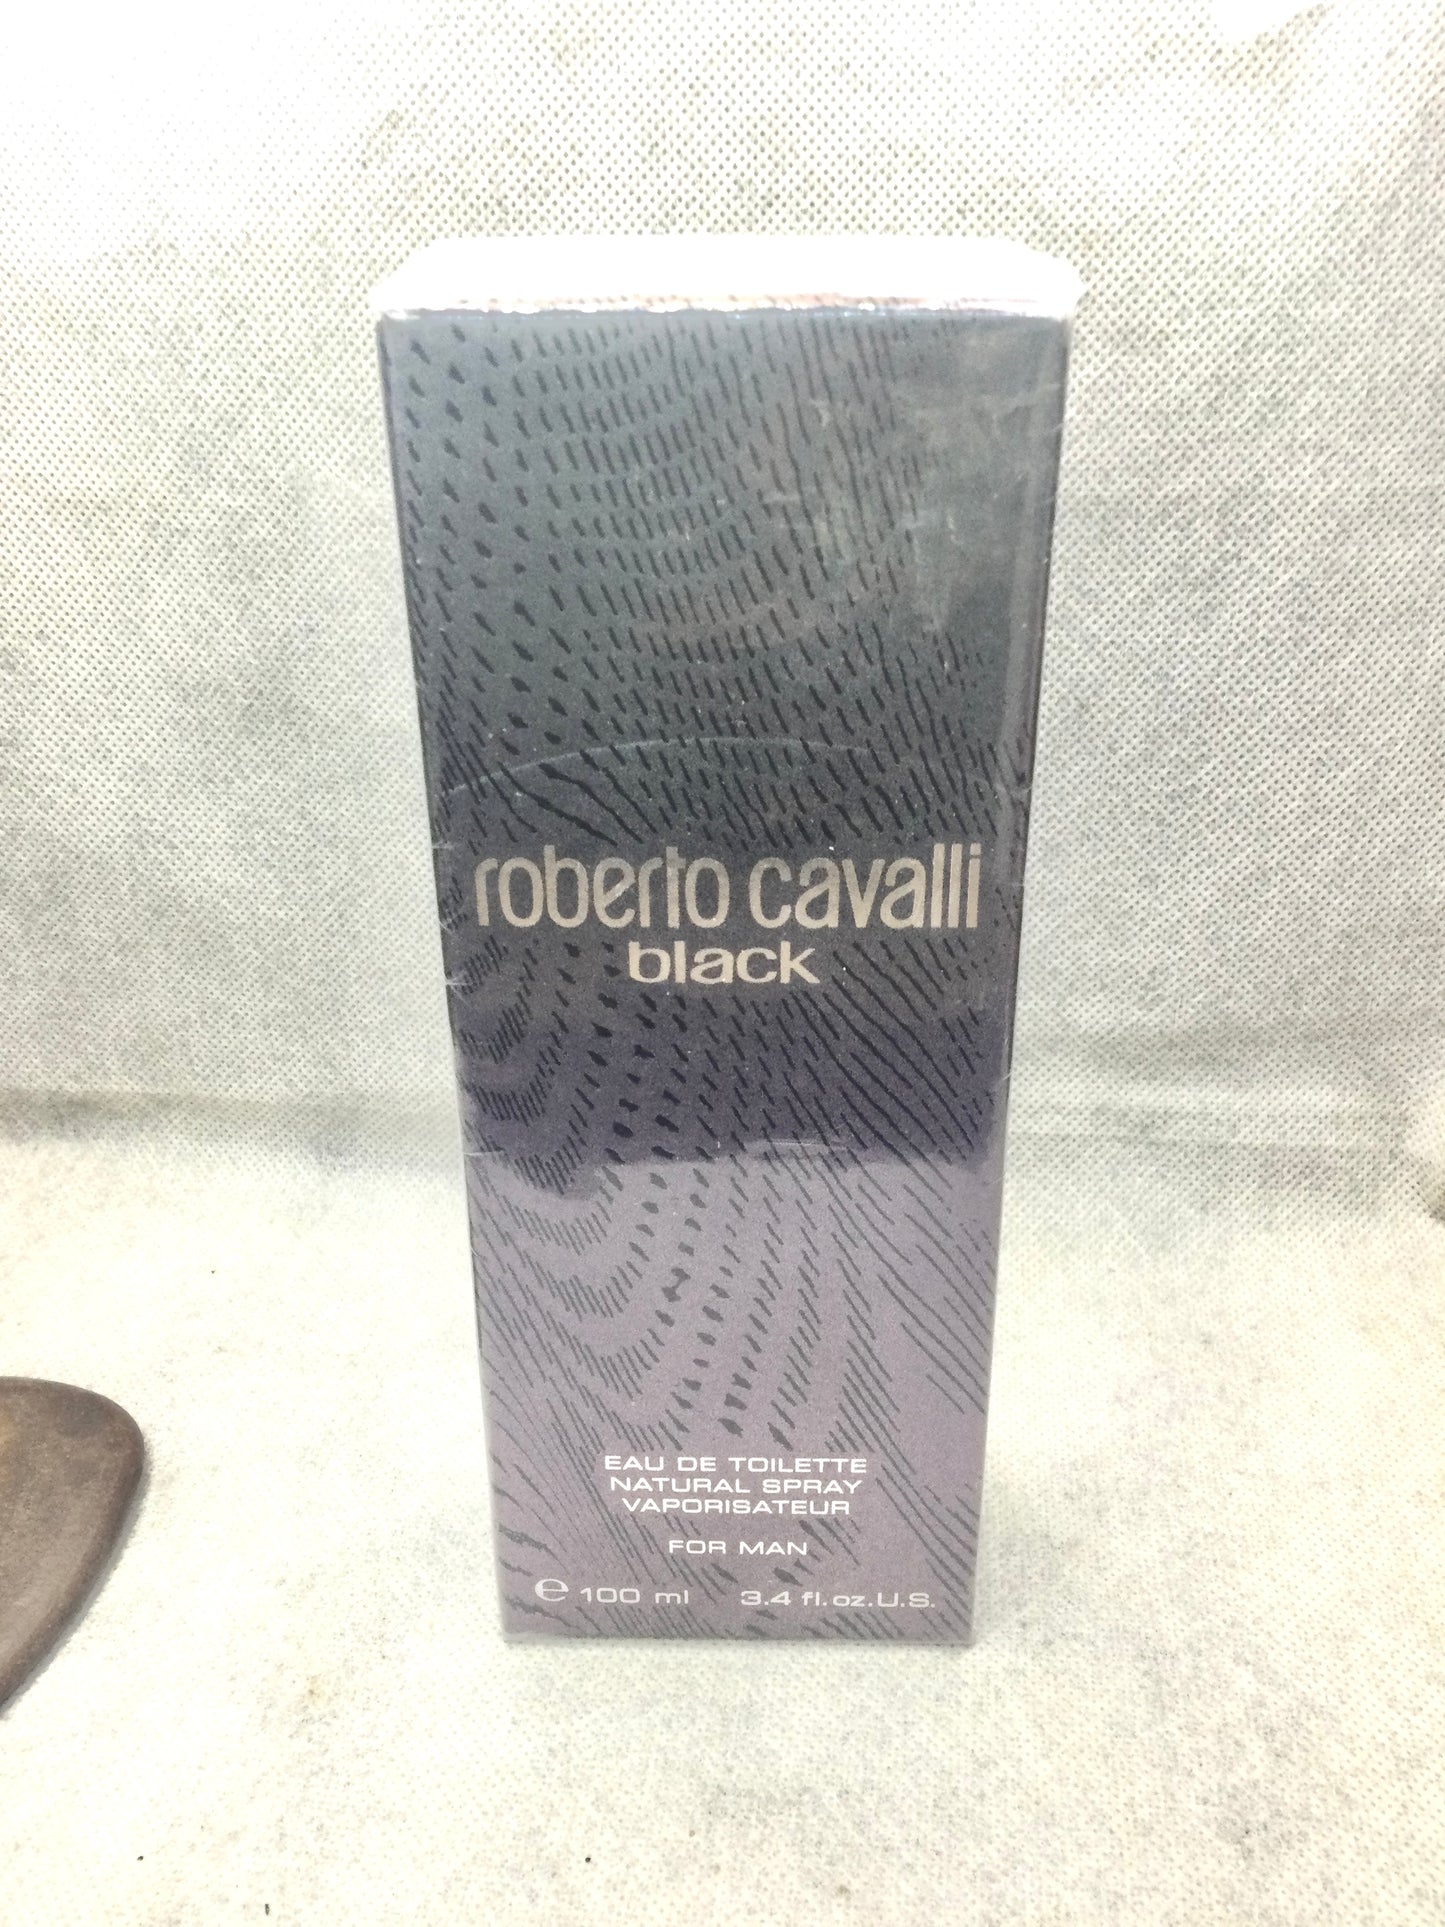 roberto cavalli
black
EAU DE TOILETTE
NATURAL SPRAY
VAPORISATEUR
FOR MAN
℮ 100 ml 3.4 fl.oz.U.S.